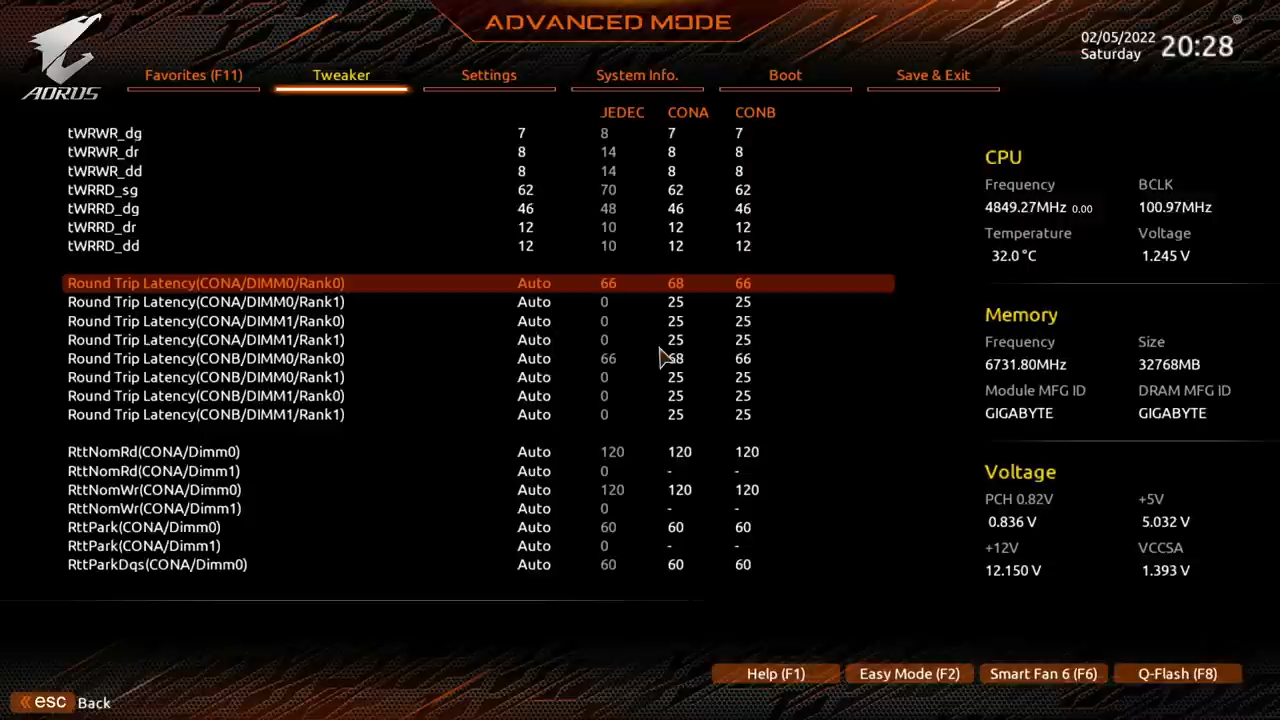 ADVANCED MODE
02/05/2022 20:28
Saturday
AORUS
Favorites (F11) Tweaker Settings System Info. Boot Save & Exit
JEDEC CONA CONB
tWRWR_dg 7 8 7 7
tWRWR_dr 8 14 8 8
tWRWR_dd 8 14 8 8
tWRRD_sg 62 70 62 62
tWRRD_dg 46 48 46 46
tWRRD_dr 12 10 12 12
tWRRD_dd 12 10 12 12
Round Trip Latency(CONA/DIMM0/Rank0) Auto 66 68 66
Round Trip Latency(CONA/DIMM0/Rank1) Auto 0 25 25
Round Trip Latency(CONA/DIMM1/Rank0) Auto 0 25 25
Round Trip Latency(CONA/DIMM1/Rank1) Auto 0 25 25
Round Trip Latency(CONB/DIMM0/Rank0) Auto 66 68 66
Round Trip Latency(CONB/DIMM0/Rank1) Auto 0 25 25
Round Trip Latency(CONB/DIMM1/Rank0) Auto 0 25 25
Round Trip Latency(CONB/DIMM1/Rank1) Auto 0 25 25
RttNomRd(CONA/Dimm0) Auto 120 120 120
RttNomRd(CONA/Dimm1) Auto 0 - -
RttNomWr(CONA/Dimm0) Auto 120 120 120
RttNomWr(CONA/Dimm1) Auto 0 - -
RttPark(CONA/Dimm0) Auto 60 60 60
RttPark(CONA/Dimm1) Auto 0 - -
RttParkDqs(CONA/Dimm0) Auto 60 60 60
CPU
Frequency BCLK
4849.27MHz 0.00 100.97MHz
Temperature Voltage
32.0 °C 1.245 V
Memory
Frequency Size
6731.80MHz 32768MB
Module MFG ID DRAM MFG ID
GIGABYTE GIGABYTE
Voltage
PCH 0.82V +5V
0.836 V 5.032 V
+12V VCCSA
12.150 V 1.393 V
Help (F1) Easy Mode (F2) Smart Fan 6 (F6) Q-Flash (F8)
esc Back